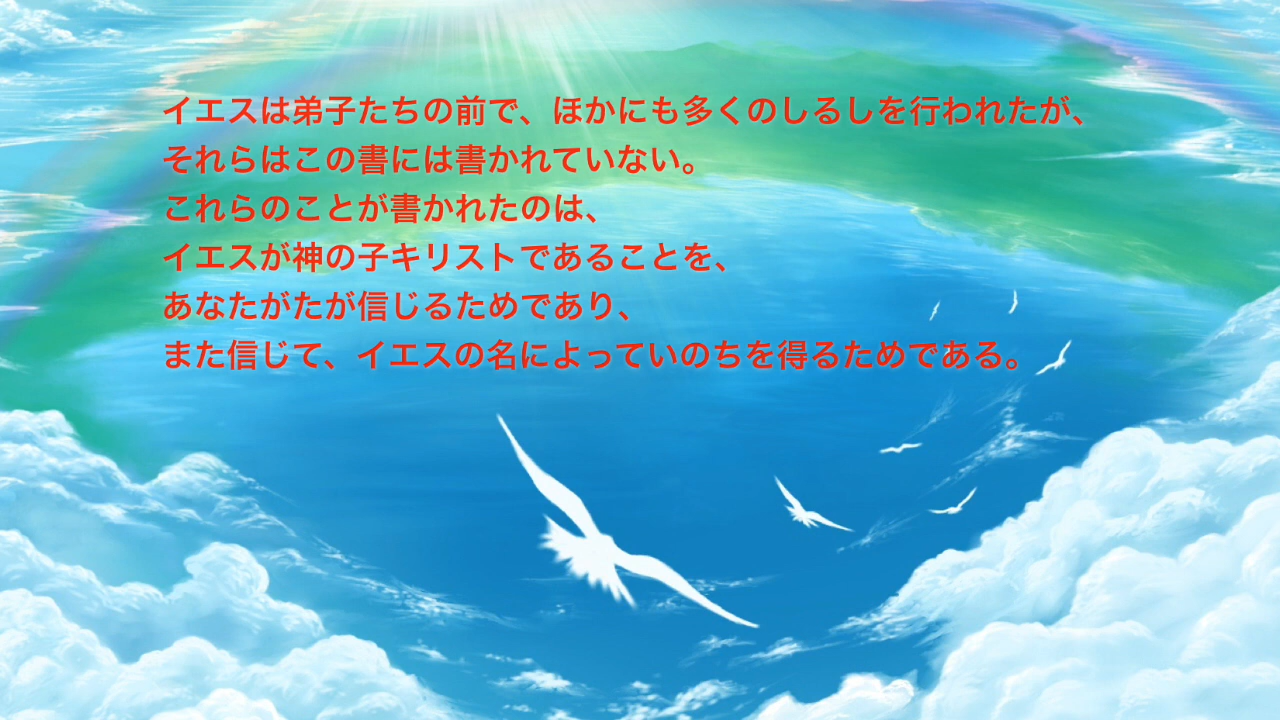 イエスは弟子たちの前で、ほかにも多くのしるしを行われたが、
それらはこの書には書かれていない。
これらのことが書かれたのは、
イエスが神の子キリストであることを、
あなたがたが信じるためであり、
また信じて、イエスの名によっていのちを得るためである。